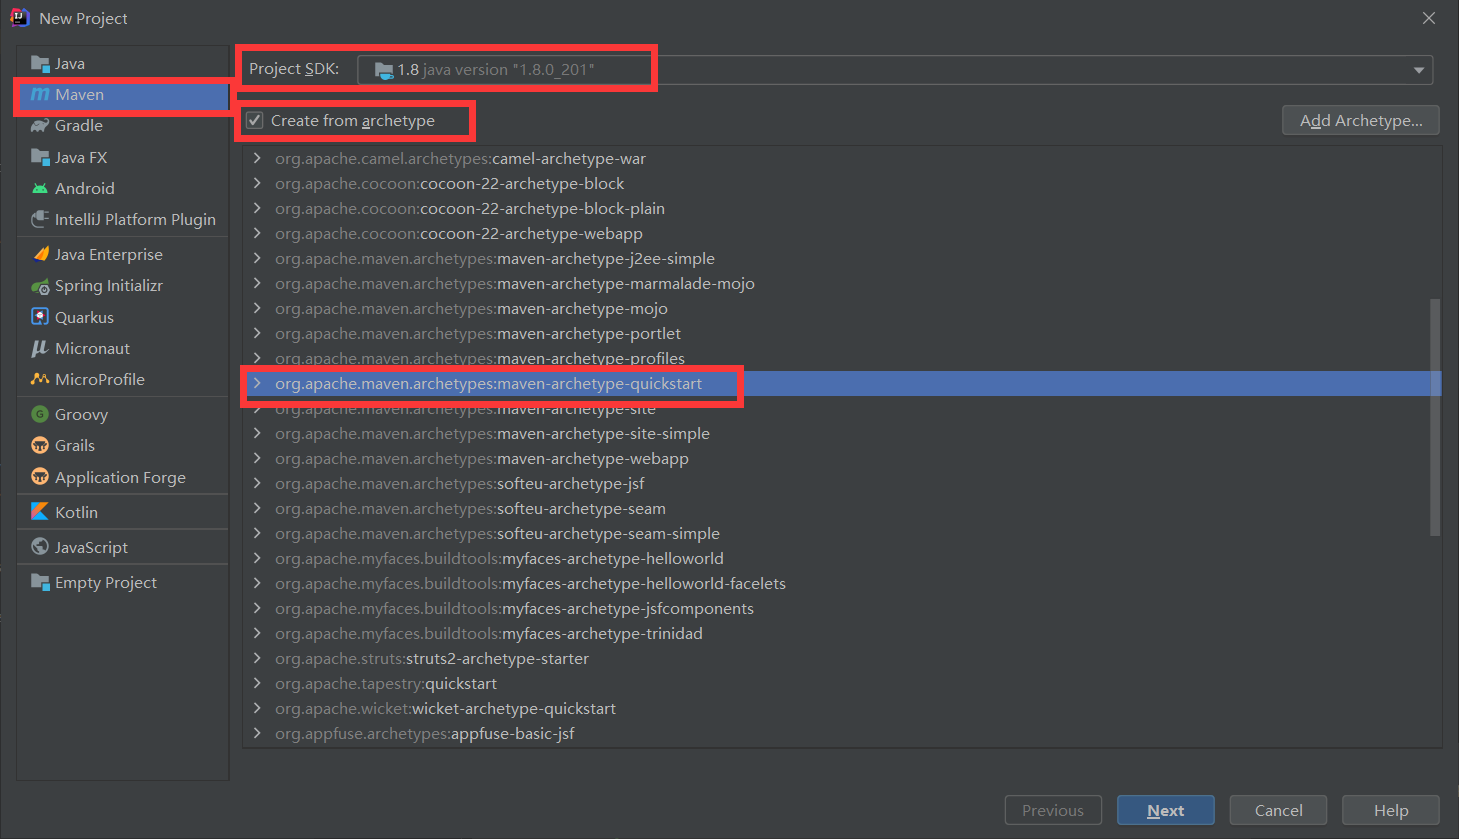 New Project
Java
Maven
Gradle
Java FX
Android
IntelliJ Platform Plugin
Java Enterprise
Spring Initializr
Quarkus
Micronaut
MicroProfile
Groovy
Grails
Application Forge
Kotlin
JavaScript
Empty Project
Project SDK: 1.8 java version "1.8.0_201"
Create from archetype
Add Archetype...
org.apache.camel.archetypes:camel-archetype-war
org.apache.cocoon:cocoon-22-archetype-block
org.apache.cocoon:cocoon-22-archetype-block-plain
org.apache.cocoon:cocoon-22-archetype-webapp
org.apache.maven.archetypes:maven-archetype-j2ee-simple
org.apache.maven.archetypes:maven-archetype-marmalade-mojo
org.apache.maven.archetypes:maven-archetype-mojo
org.apache.maven.archetypes:maven-archetype-portlet
org.apache.maven.archetypes:maven-archetype-profiles
org.apache.maven.archetypes:maven-archetype-quickstart
org.apache.maven.archetypes:maven-archetype-site
org.apache.maven.archetypes:maven-archetype-site-simple
org.apache.maven.archetypes:maven-archetype-webapp
org.apache.maven.archetypes:softeu-archetype-jsf
org.apache.maven.archetypes:softeu-archetype-seam
org.apache.maven.archetypes:softeu-archetype-seam-simple
org.apache.myfaces.buildtools:myfaces-archetype-helloworld
org.apache.myfaces.buildtools:myfaces-archetype-helloworld-facelets
org.apache.myfaces.buildtools:myfaces-archetype-jsfcomponents
org.apache.myfaces.buildtools:myfaces-archetype-trinidad
org.apache.struts:struts2-archetype-starter
org.apache.tapestry:quickstart
org.apache.wicket:wicket-archetype-quickstart
org.appfuse.archetypes:appfuse-basic-jsf
Previous
Next
Cancel
Help